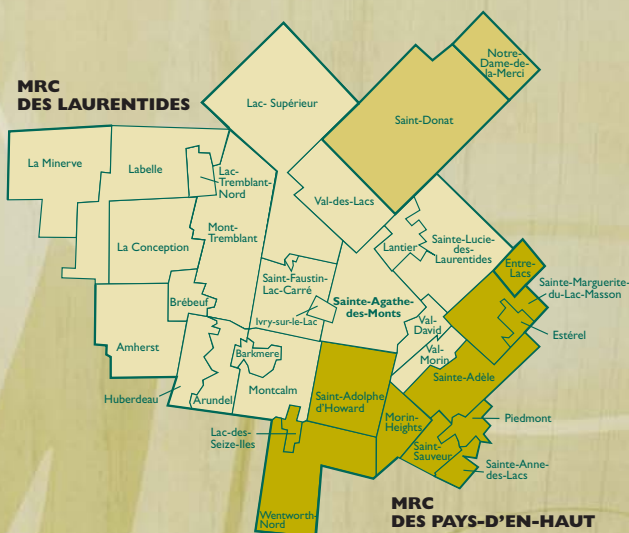 Notre-
Dame-de-
la-Merci
MRC
DES LAURENTIDES
Lac- Supérieur
Saint-Donat
La Minerve
Labelle
Lac-
Tremblant-
Nord
Val-des-Lacs
Mont-
Tremblant
La Conception
Lantier
Sainte-Lucie-
des-
Laurentides
Entre-
Lacs
Saint-Faustin-
Lac-Carré
Sainte-Marguerite-
du-Lac-Masson
Brébeuf
Sainte-Agathe-
des-Monts
Ivry-sur-le-Lac
Val-
David
Estérel
Amherst
Barkmere
Val-
Morin
Sainte-Adèle
Huberdeau
Arundel
Montcalm
Saint-Adolphe
d'Howard
Morin-
Heights
Piedmont
Lac-des-
Seize-Iles
Saint-
Sauveur
Sainte-Anne-
des-Lacs
Wentworth-
Nord
MRC
DES PAYS-D'EN-HAUT